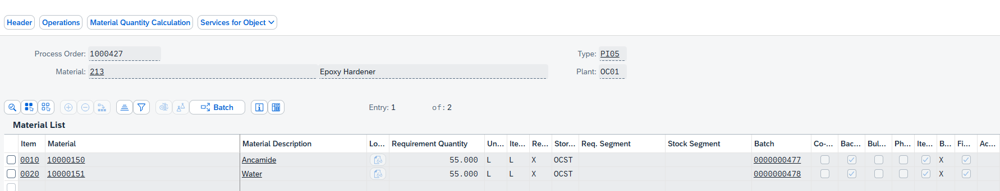 Header Operations Material Quantity Calculation Services for Object
Process Order: 1000427 Type: PI05
Material: 213 Epoxy Hardener Plant: OC01
Batch Entry: 1 of: 2
Material List
Item Material Material Description Lo... Requirement Quantity Un... Ite... Re... Stor... Req. Segment Stock Segment Batch Co-... Bac... Bul... Ph... Ite... B... Fi... Ac...
0010 10000150 Ancamide 55.000 L L X OCST 0000000477 X
0020 10000151 Water 55.000 L L X OCST 0000000478 X